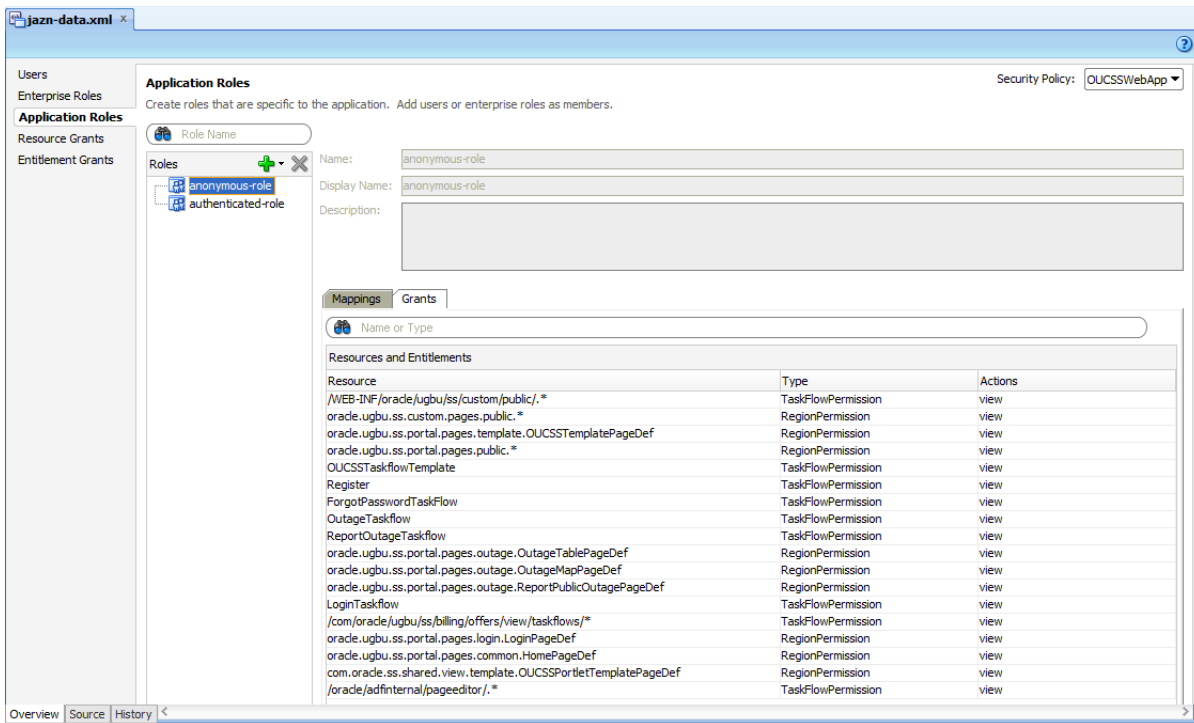 jazn-data.xml x
Users
Enterprise Roles
Application Roles
Resource Grants
Entitlement Grants
Application Roles
Security Policy: OUCSSWebApp
Create roles that are specific to the application. Add users or enterprise roles as members.
Role Name
Roles
anonymous-role
authenticated-role
Name: anonymous-role
Display Name: anonymous-role
Description:
Mappings Grants
Name or Type
Resources and Entitlements
Resource Type Actions
/WEB-INF/oracle/ugbu/ss/custom/public/.* TaskFlowPermission view
oracle.ugbu.ss.custom.pages.public.* RegionPermission view
oracle.ugbu.ss.portal.pages.template.OUCSSTemplatePageDef RegionPermission view
oracle.ugbu.ss.portal.pages.public.* RegionPermission view
OUCSSTaskflowTemplate TaskFlowPermission view
Register TaskFlowPermission view
ForgotPasswordTaskFlow TaskFlowPermission view
OutageTaskflow TaskFlowPermission view
ReportOutageTaskflow TaskFlowPermission view
oracle.ugbu.ss.portal.pages.outage.OutageTablePageDef RegionPermission view
oracle.ugbu.ss.portal.pages.outage.OutageMapPageDef RegionPermission view
oracle.ugbu.ss.portal.pages.outage.ReportPublicOutagePageDef RegionPermission view
LoginTaskflow TaskFlowPermission view
/com/oracle/ugbu/ss/billing/offers/view/taskflows/* TaskFlowPermission view
oracle.ugbu.ss.portal.pages.login.LoginPageDef RegionPermission view
oracle.ugbu.ss.portal.pages.common.HomePageDef RegionPermission view
com.oracle.ss.shared.view.template.OUCSSPortletTemplatePageDef RegionPermission view
/oracle/adfinternal/pageeditor/.* TaskFlowPermission view
Overview Source History